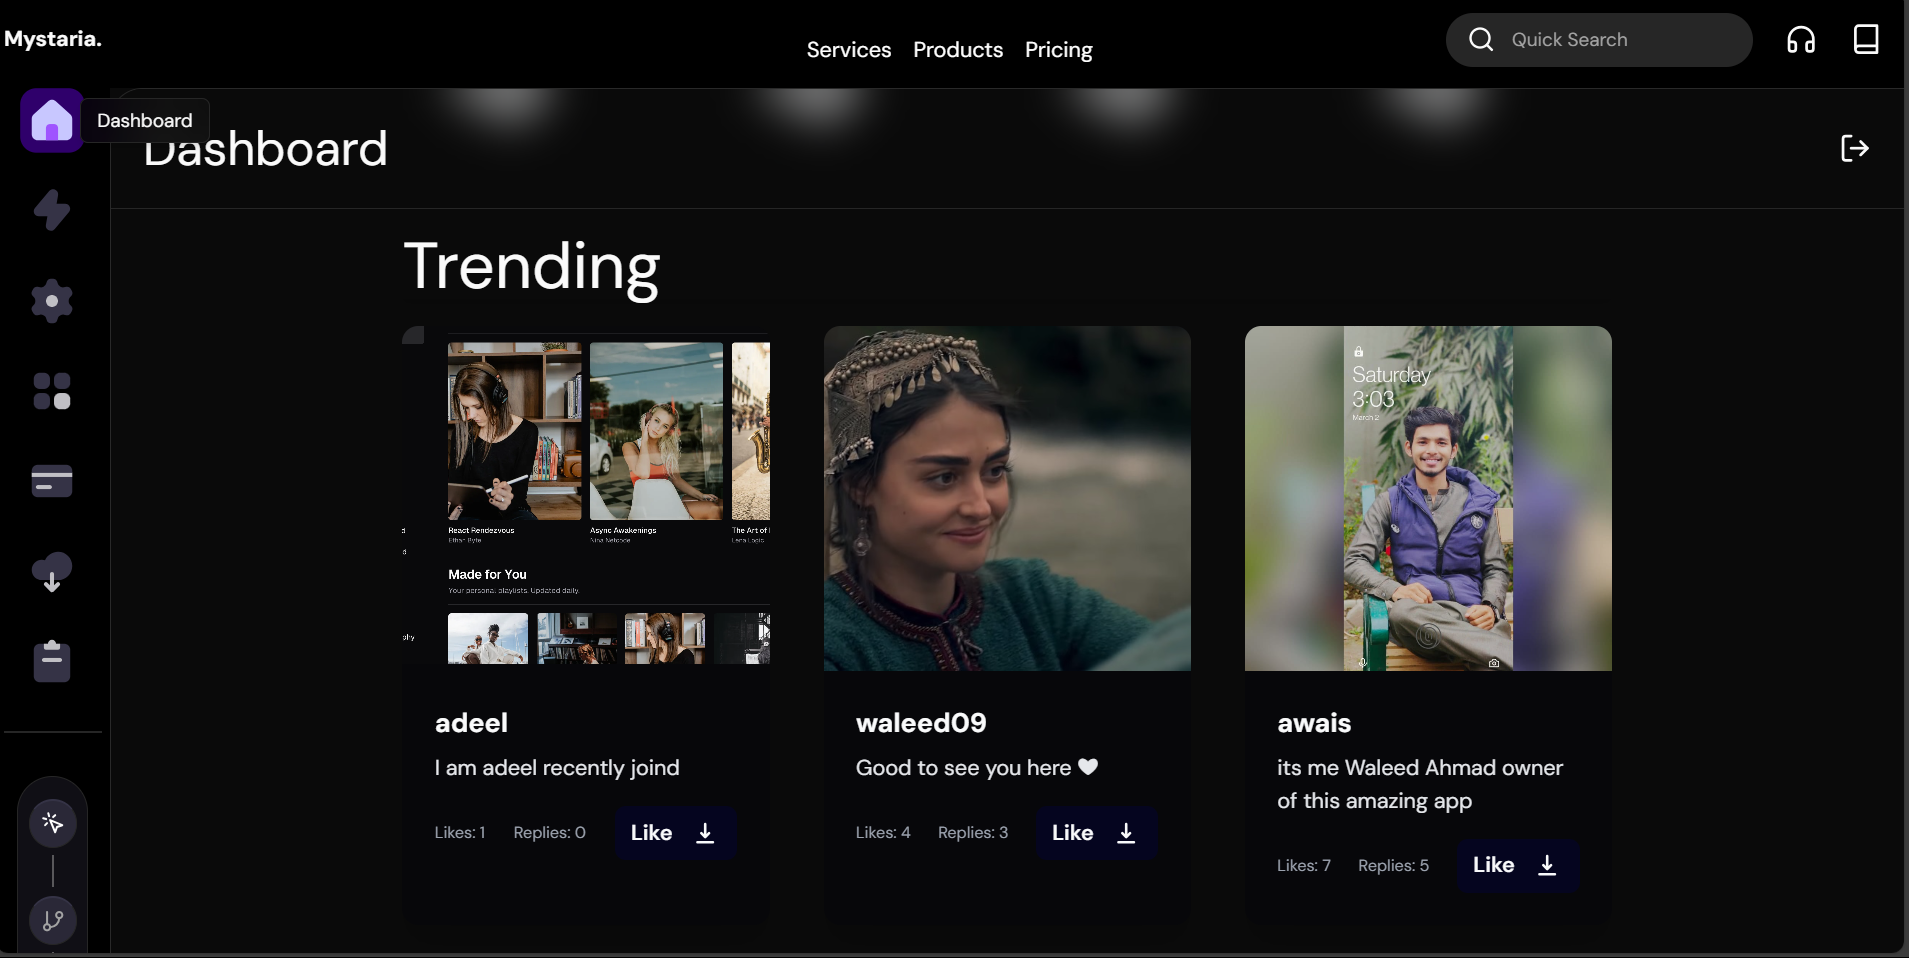 Mystaria.
Services Products Pricing
Quick Search
Dashboard
Dashboard
Trending
React Rendezvous
Ethan Byte
Async Awakenings
Nina Netcode
The Art of
Lena Logic
d
d
Made for You
Your personal playlists. Updated daily.
phy
Saturday
3:03
March 2
adeel
I am adeel recently joind
Likes: 1 Replies: 0 Like
waleed09
Good to see you here 🤍
Likes: 4 Replies: 3 Like
awais
its me Waleed Ahmad owner
of this amazing app
Likes: 7 Replies: 5 Like